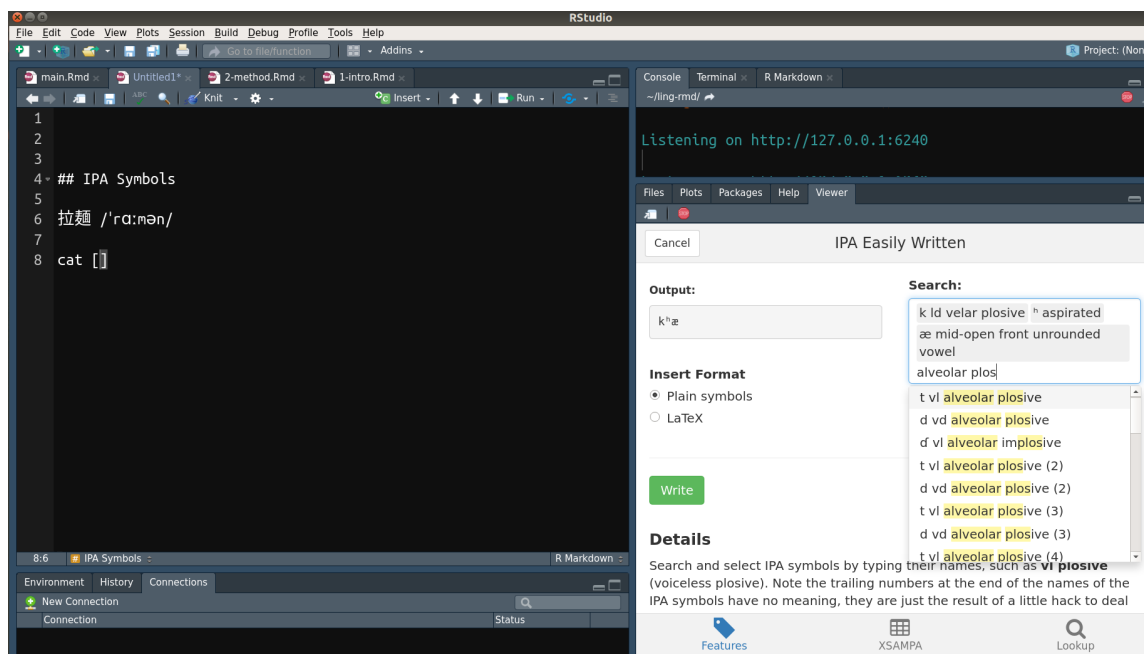 RStudio
File Edit Code View Plots Session Build Debug Profile Tools Help
Go to file/function Addins Project: (Non
main.Rmd × Untitled1* × 2-method.Rmd × 1-intro.Rmd ×
ABC Knit Insert Run
1
2
3
4 ## IPA Symbols
5
6 拉麵 /ˈrɑːmən/
7
8 cat []
8:6 # IPA Symbols R Markdown
Environment History Connections
New Connection
Connection Status
Console Terminal × R Markdown ×
~/ling-rmd/
Listening on http://127.0.0.1:6240
Files Plots Packages Help Viewer
Cancel IPA Easily Written
Output:
kʰæ
Insert Format
Plain symbols
LaTeX
Write
Search:
k ld velar plosive ʰ aspirated
æ mid-open front unrounded
vowel
alveolar plos
t vl alveolar plosive
d vd alveolar plosive
ɗ vl alveolar implosive
t vl alveolar plosive (2)
d vd alveolar plosive (2)
t vl alveolar plosive (3)
d vd alveolar plosive (3)
t vl alveolar plosive (4)
Details
Search and select IPA symbols by typing their names, such as vl plosive
(voiceless plosive). Note the trailing numbers at the end of the names of the
IPA symbols have no meaning, they are just the result of a little hack to deal
Features XSAMPA Lookup